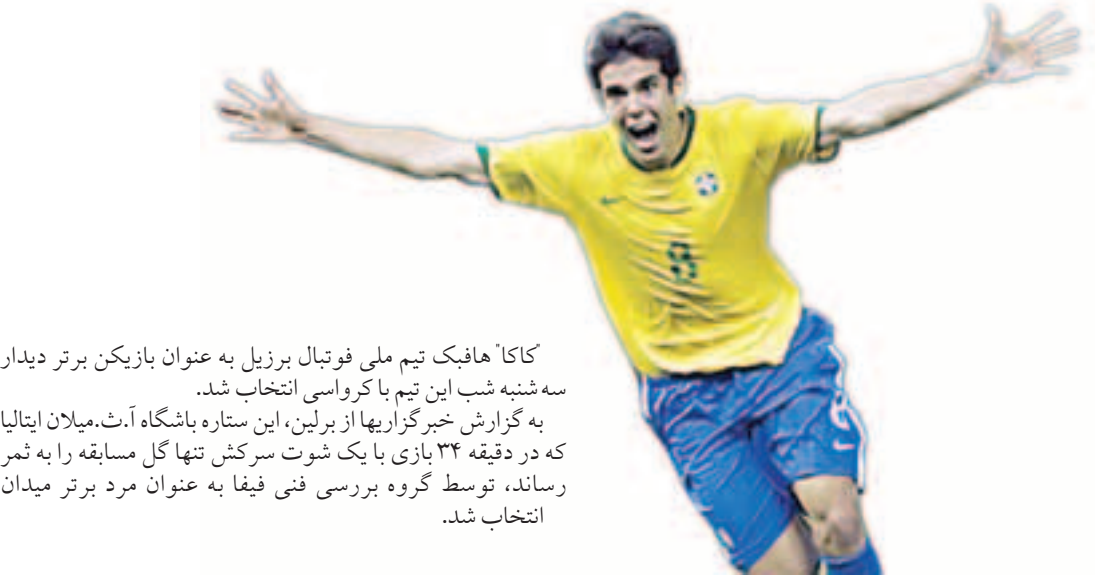 "کاکا" هافبک تیم ملی فوتبال برزیل به عنوان بازیکن برتر دیدار
سه شنبه شب این تیم با کرواسی انتخاب شد.
به گزارش خبرگزاریها از برلین، این ستاره باشگاه آ.ث.میلان ایتالیا
که در دقیقه ۳۴ بازی با یک شوت سرکش تنها گل مسابقه را به ثمر
رساند، توسط گروه بررسی فنی فیفا به عنوان مرد برتر میدان
انتخاب شد.
8
8